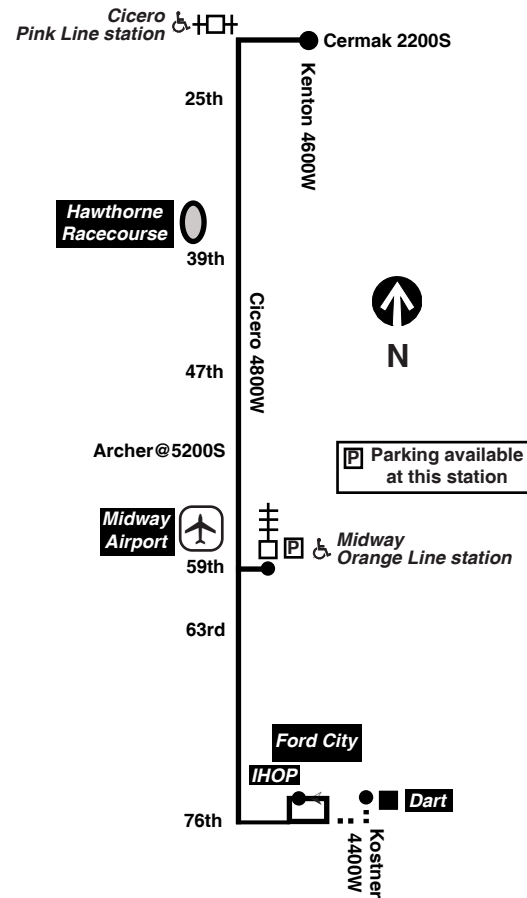 Cicero
Pink Line station
Cermak 2200S
25th
Kenton 4600W
Hawthorne
Racecourse
39th
Cicero 4800W
N
47th
Archer@5200S
P Parking available
at this station
Midway
Airport
P
Midway
Orange Line station
59th
63rd
Ford City
IHOP
Dart
76th
Kostner
4400W